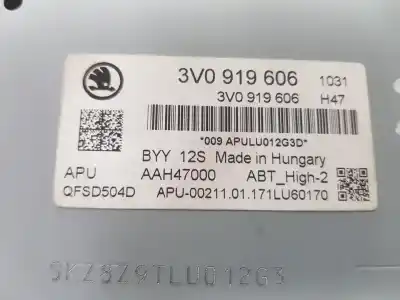 3V0 919 606 1031
3V0 919 606 H47
*009 APULU012G3D*
BYY 12S Made in Hungary
APU AAH47000 ABT_High-2
QFSD504D APU-00211.01.171LU60170